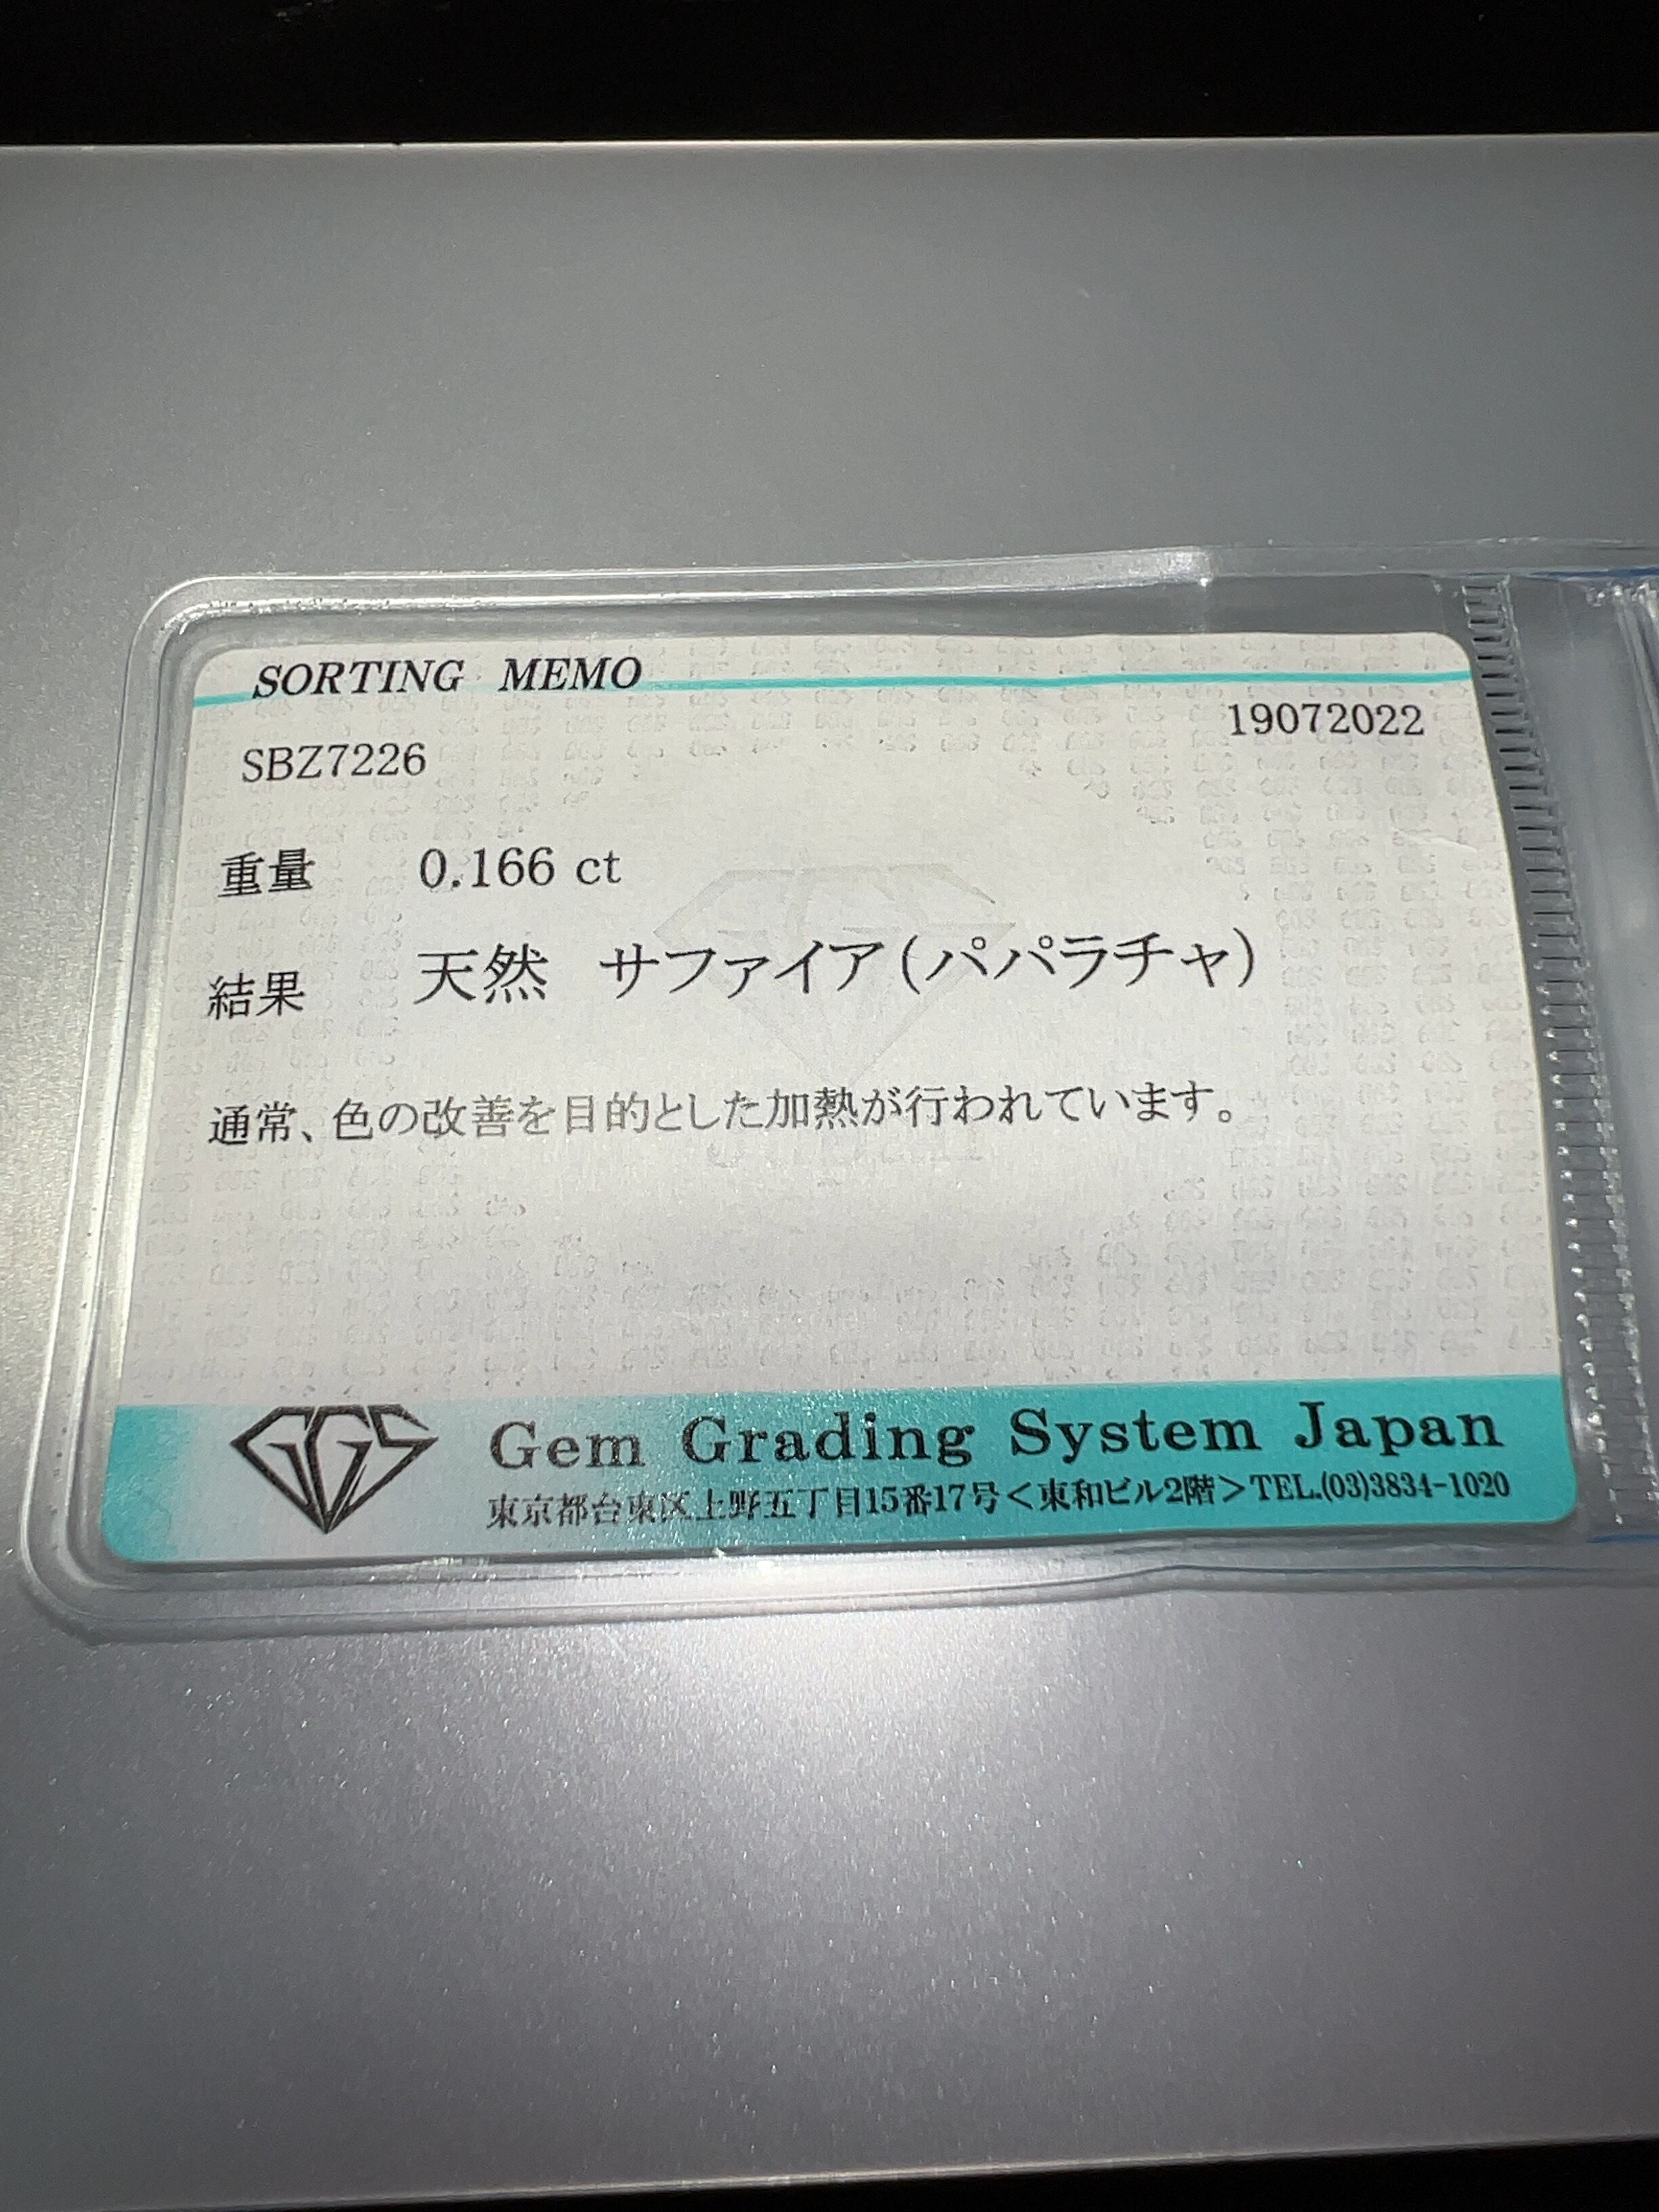 SORTING MEMO
19072022
SBZ7226
重量 0.166 ct
結果 天然 サファイア(パパラチャ)
通常、色の改善を目的とした加熱が行われています。
GGS Gem Grading System Japan
東京都台東区上野五丁目15番17号<東和ビル2階>TEL.(03)3834-1020